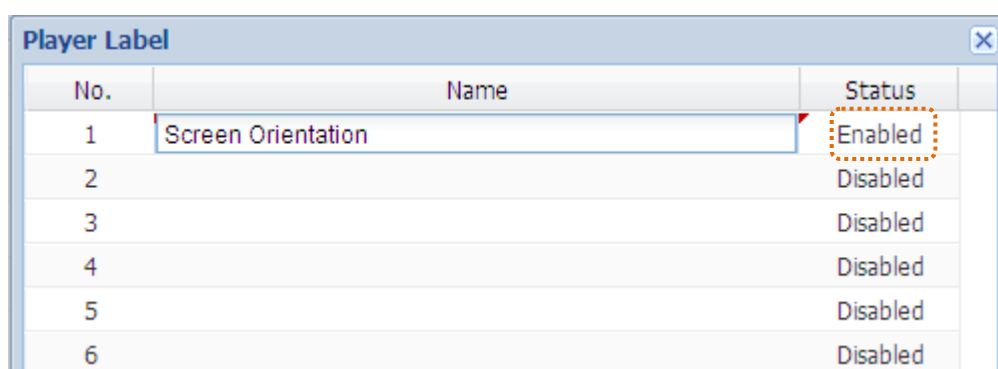 Player Label
No. Name Status
1 Screen Orientation Enabled
2 Disabled
3 Disabled
4 Disabled
5 Disabled
6 Disabled